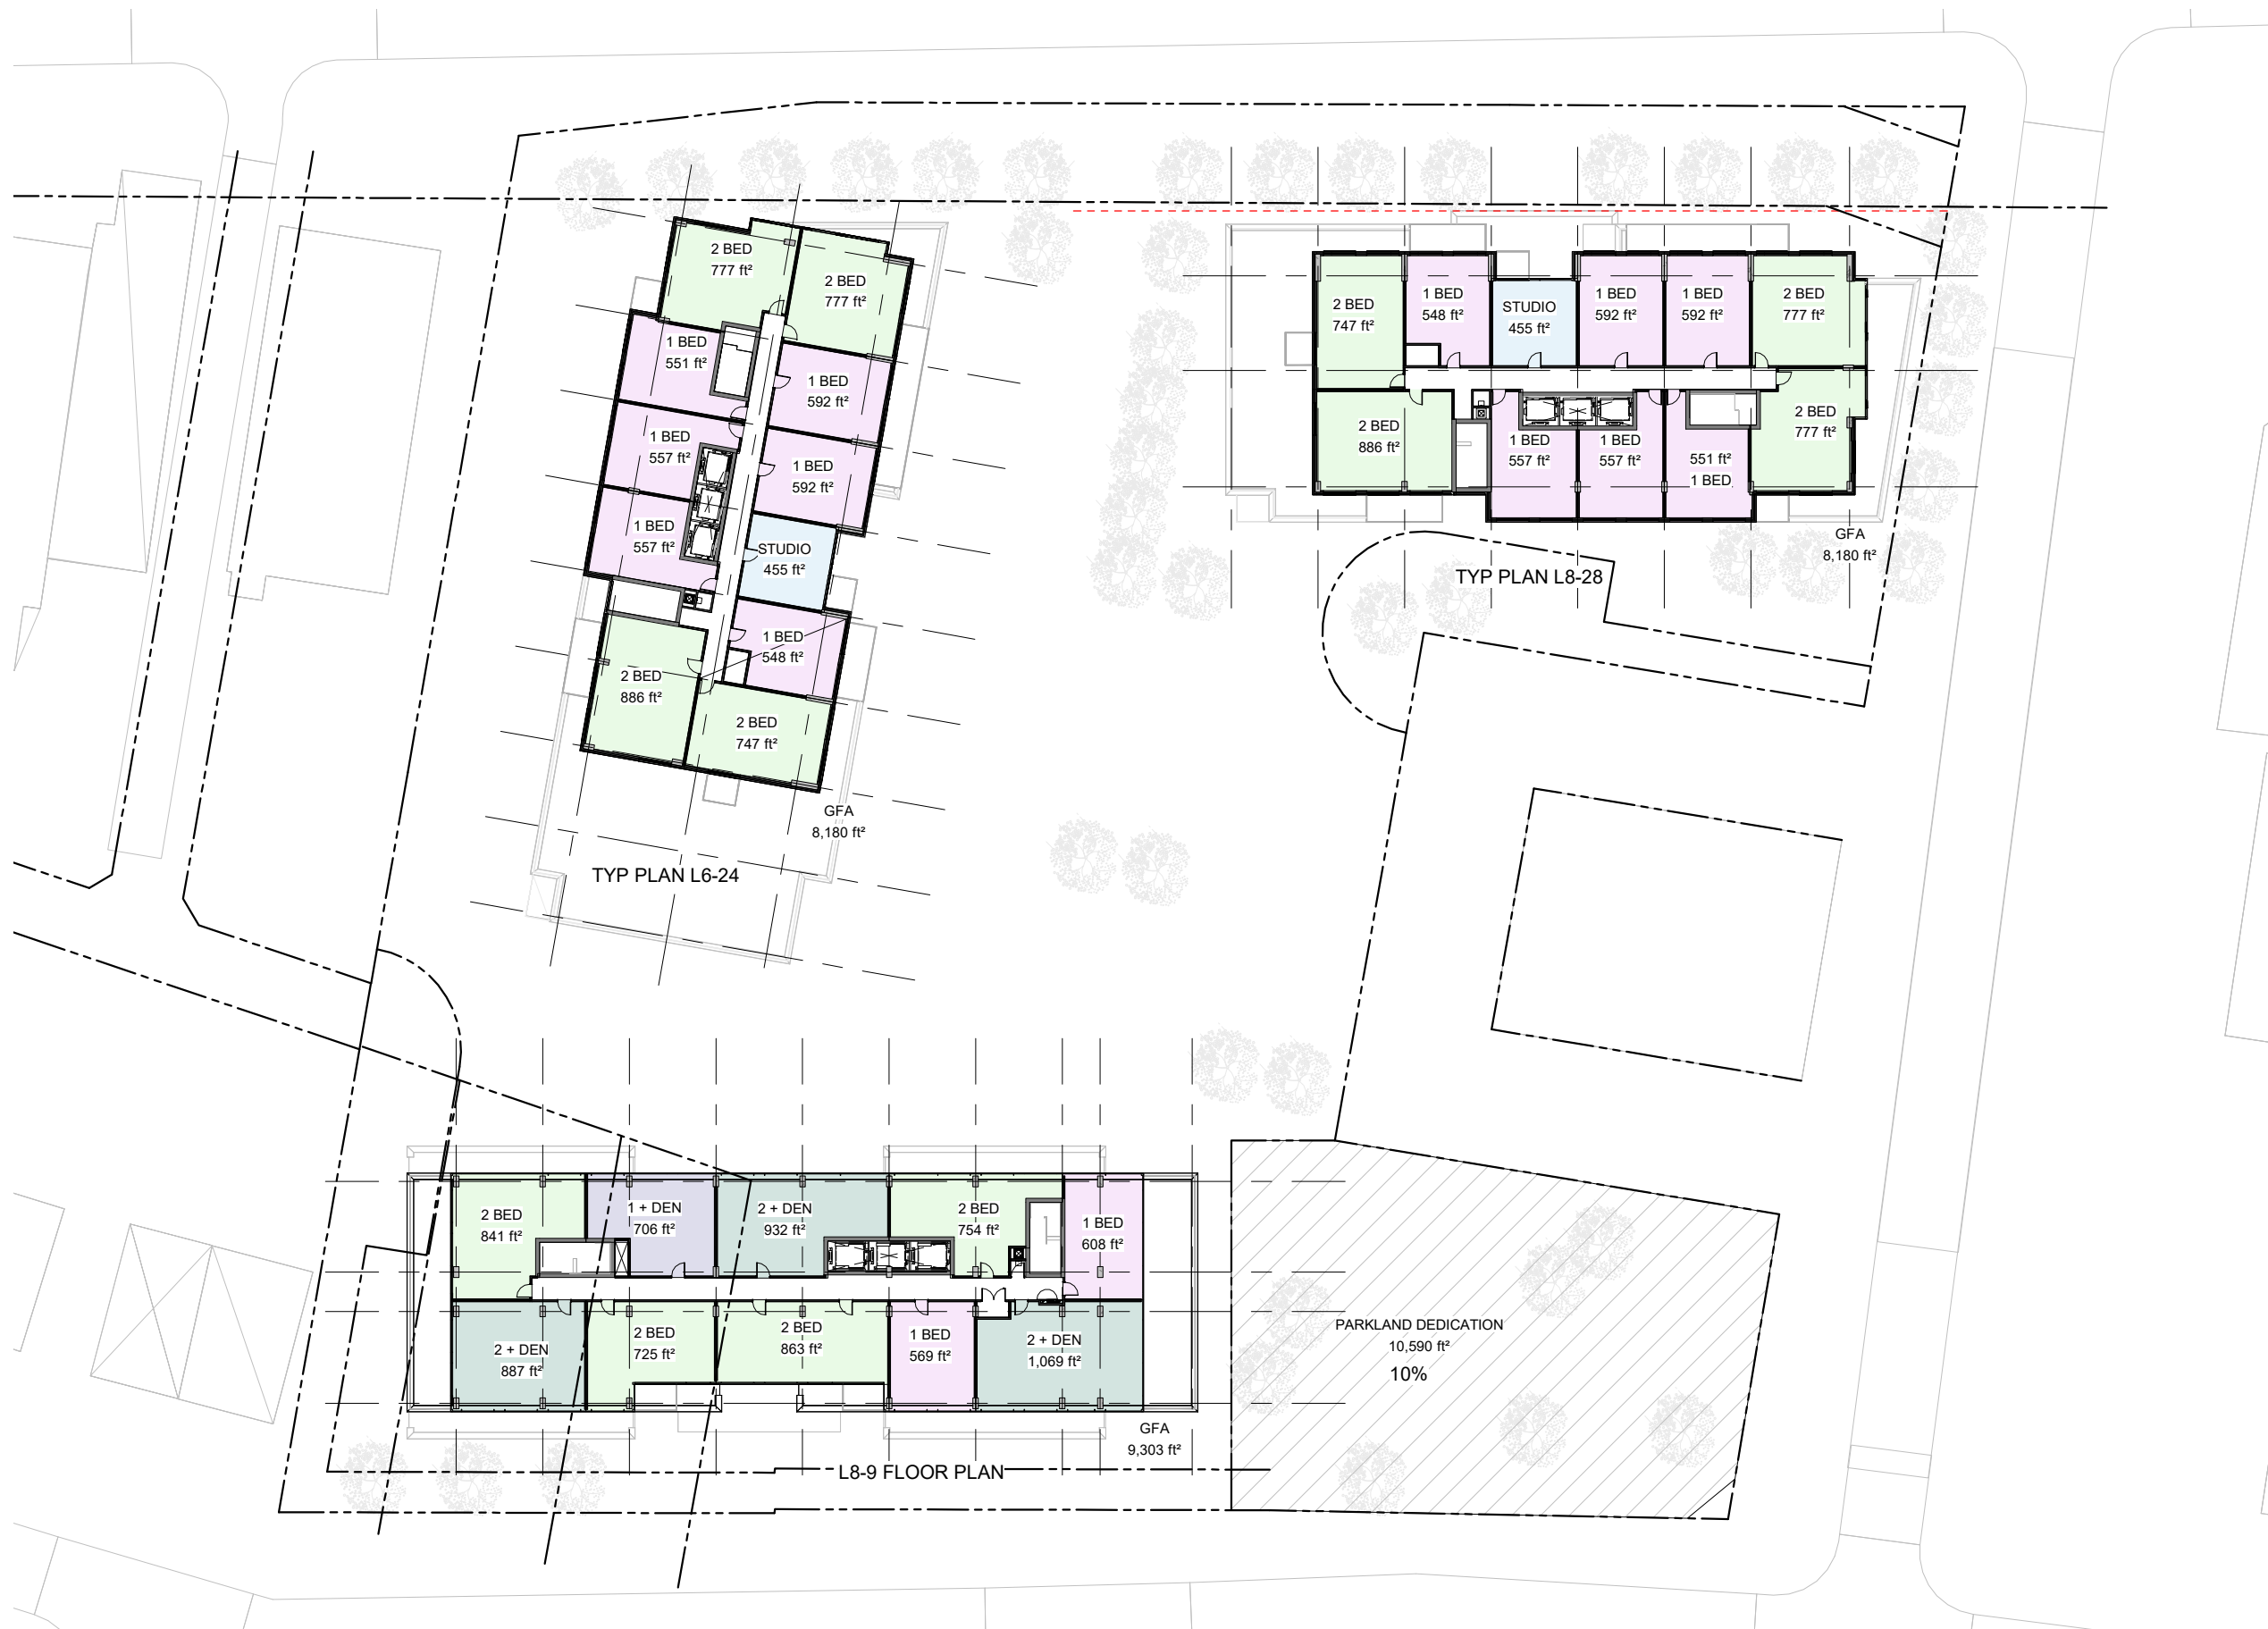 2 BED
777 ft²
2 BED
777 ft²
1 BED
551 ft²
1 BED
592 ft²
1 BED
557 ft²
1 BED
592 ft²
1 BED
557 ft²
STUDIO
455 ft²
1 BED
548 ft²
2 BED
886 ft²
2 BED
747 ft²
GFA
8,180 ft²
TYP PLAN L6-24
2 BED
747 ft²
1 BED
548 ft²
STUDIO
455 ft²
1 BED
592 ft²
1 BED
592 ft²
2 BED
777 ft²
2 BED
886 ft²
1 BED
557 ft²
1 BED
557 ft²
551 ft²
1 BED
2 BED
777 ft²
GFA
8,180 ft²
TYP PLAN L8-28
2 BED
841 ft²
1 + DEN
706 ft²
2 + DEN
932 ft²
2 BED
754 ft²
1 BED
608 ft²
2 + DEN
887 ft²
2 BED
725 ft²
2 BED
863 ft²
1 BED
569 ft²
2 + DEN
1,069 ft²
GFA
9,303 ft²
L8-9 FLOOR PLAN
PARKLAND DEDICATION
10,590 ft²
10%